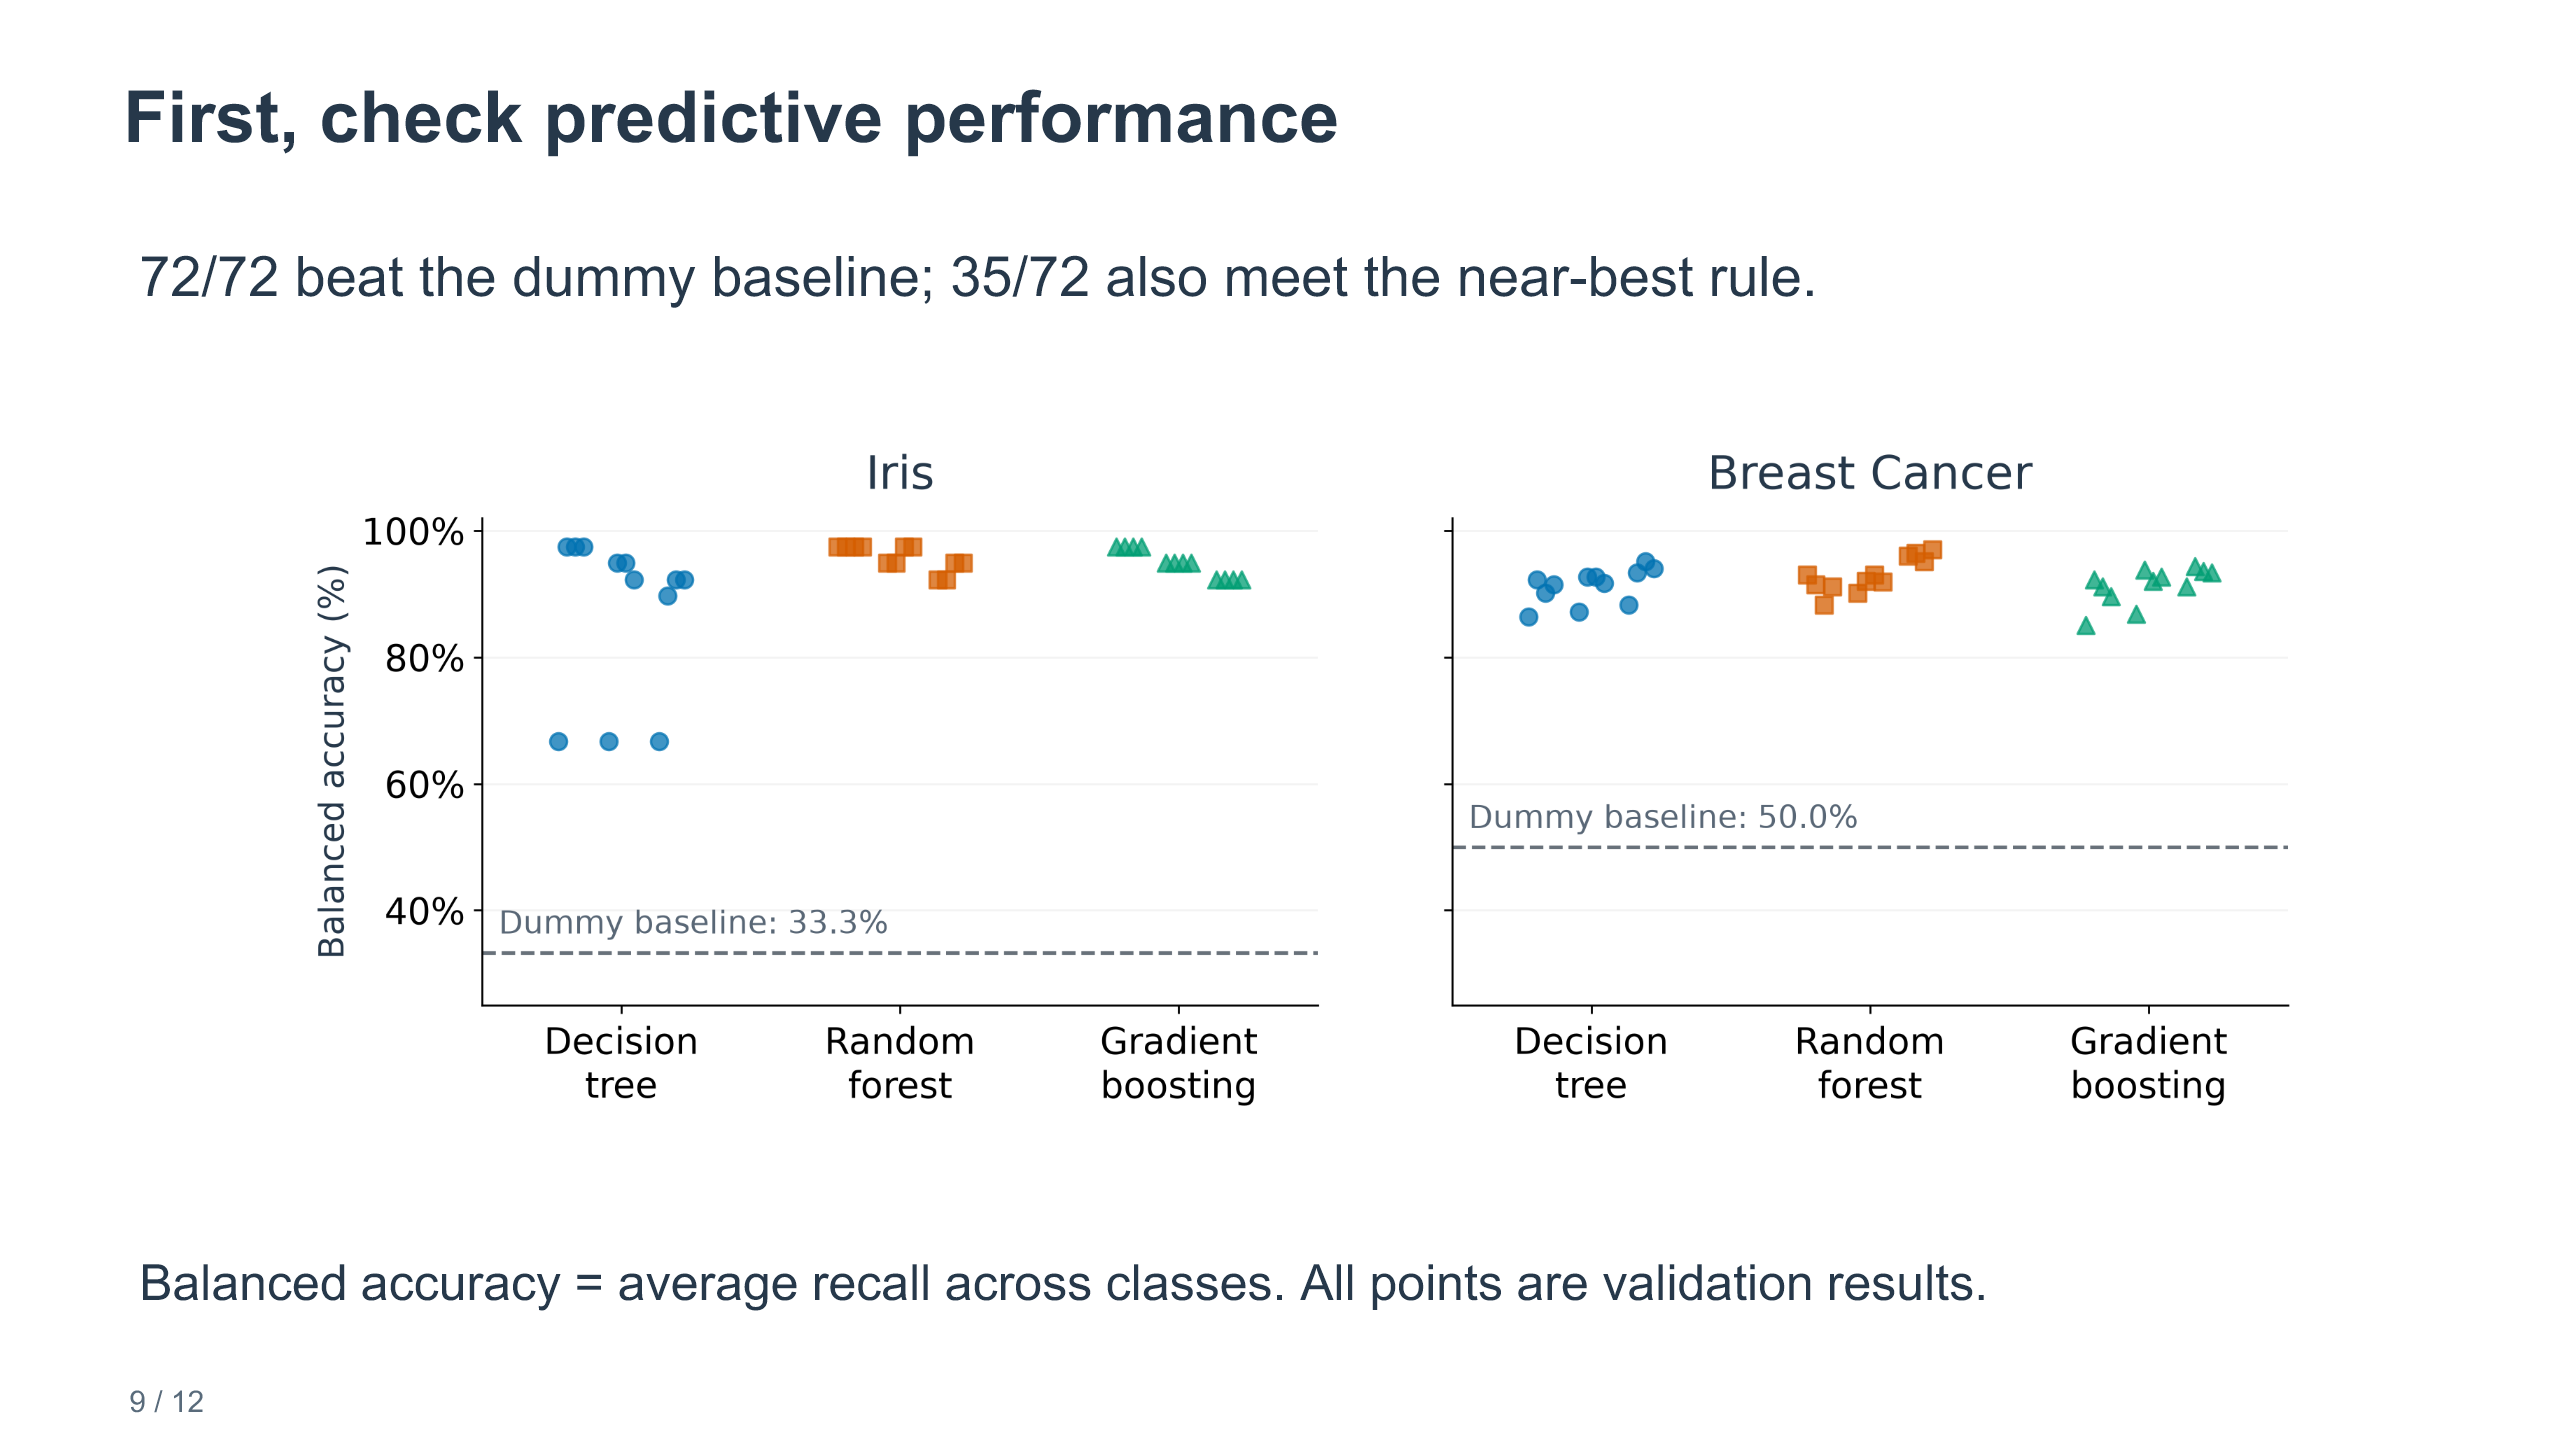 First, check predictive performance
72/72 beat the dummy baseline; 35/72 also meet the near-best rule.
Iris
Balanced accuracy (%)
100%
80%
60%
40%
Dummy baseline: 33.3%
Decision
tree
Random
forest
Gradient
boosting
Breast Cancer
Dummy baseline: 50.0%
Decision
tree
Random
forest
Gradient
boosting
Balanced accuracy = average recall across classes. All points are validation results.
9 / 12